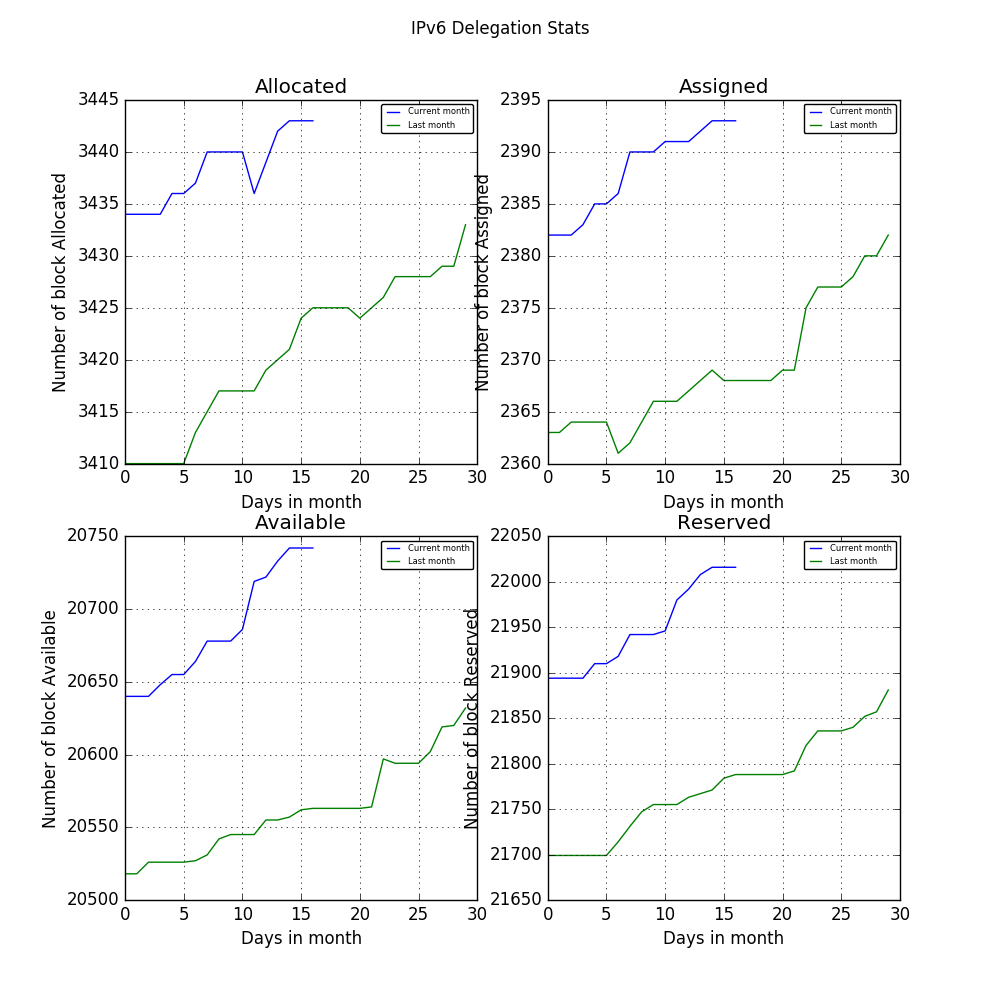 IPv6 Delegation Stats
Allocated
Number of block Allocated
3445
3440
3435
3430
3425
3420
3415
3410
Current month
Last month
0 5 10 15 20 25 30
Days in month
Assigned
Number of block Assigned
2395
2390
2385
2380
2375
2370
2365
2360
Current month
Last month
0 5 10 15 20 25 30
Days in month
Available
Number of block Available
20750
20700
20650
20600
20550
20500
Current month
Last month
0 5 10 15 20 25 30
Days in month
Reserved
Number of block Reserved
22050
22000
21950
21900
21850
21800
21750
21700
21650
Current month
Last month
0 5 10 15 20 25 30
Days in month